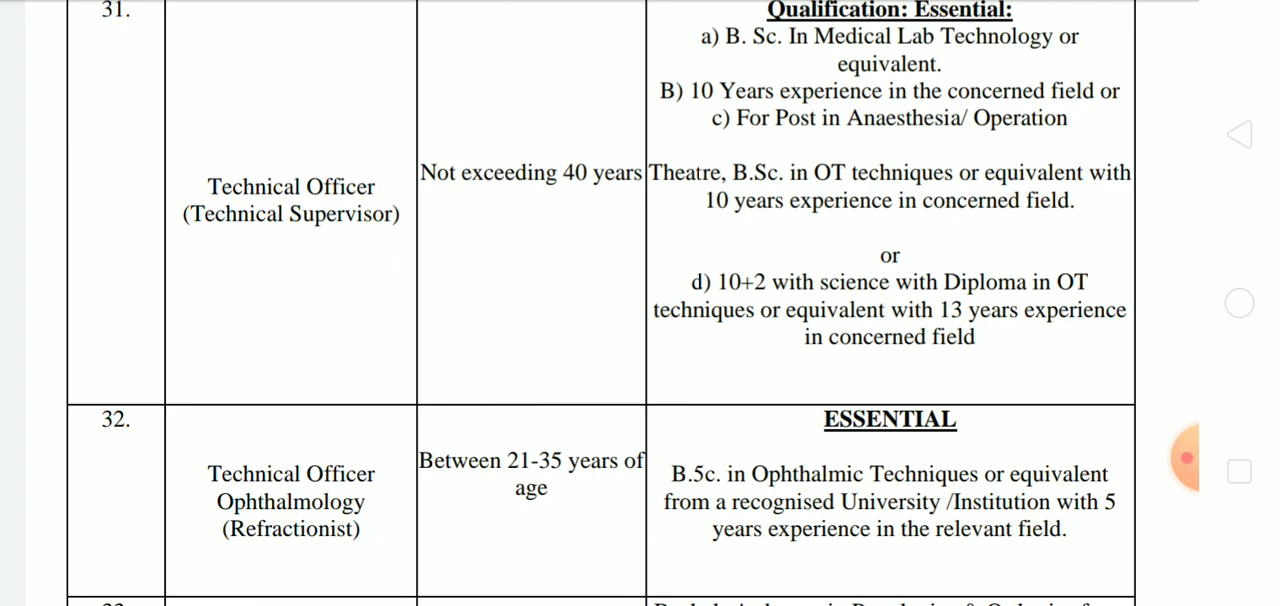 31.
Technical Officer
(Technical Supervisor)
Not exceeding 40 years
Qualification: Essential:
a) B. Sc. In Medical Lab Technology or
equivalent.
B) 10 Years experience in the concerned field or
c) For Post in Anaesthesia/ Operation
Theatre, B.Sc. in OT techniques or equivalent with
10 years experience in concerned field.
or
d) 10+2 with science with Diploma in OT
techniques or equivalent with 13 years experience
in concerned field
32.
Technical Officer
Ophthalmology
(Refractionist)
Between 21-35 years of
age
ESSENTIAL
B.5c. in Ophthalmic Techniques or equivalent
from a recognised University /Institution with 5
years experience in the relevant field.